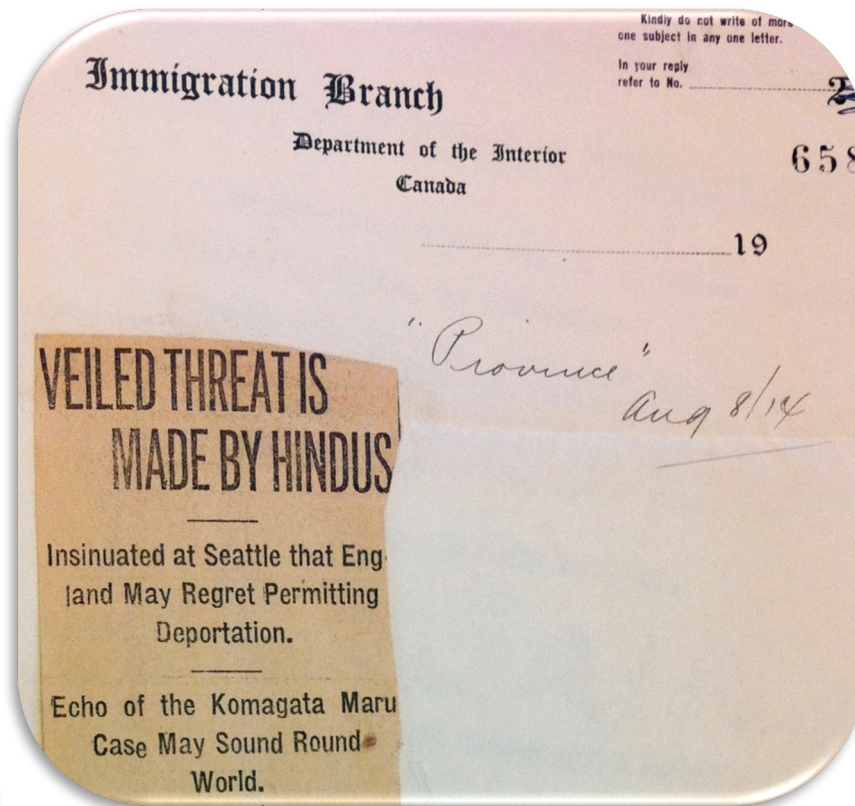 Kindly do not write of more
one subject in any one letter.
In your reply
refer to No.
Immigration Branch
Department of the Interior
Canada
658
19
"Province"
Aug 8/14
VEILED THREAT IS
MADE BY HINDUS
Insinuated at Seattle that Eng-
land May Regret Permitting
Deportation.
Echo of the Komagata Maru
Case May Sound Round
World.